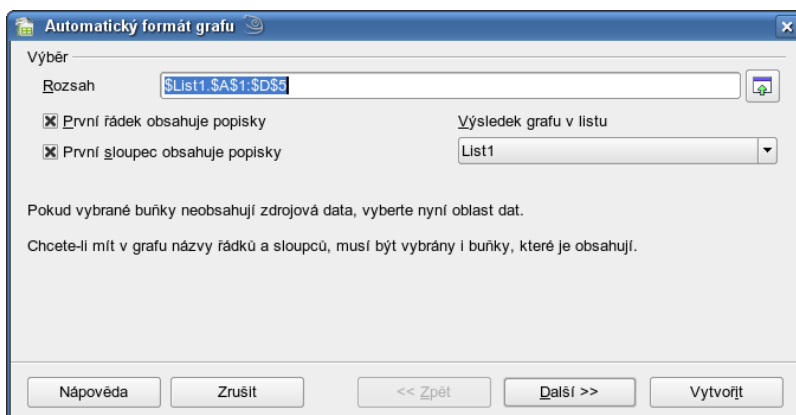 Automatický formát grafu
Výběr
Rozsah $List1.$A$1:$D$5
První řádek obsahuje popisky
Výsledek grafu v listu
První sloupec obsahuje popisky
List1
Pokud vybrané buňky neobsahují zdrojová data, vyberte nyní oblast dat.
Chcete-li mít v grafu názvy řádků a sloupců, musí být vybrány i buňky, které je obsahují.
Nápověda Zrušit << Zpět Další >> Vytvořit